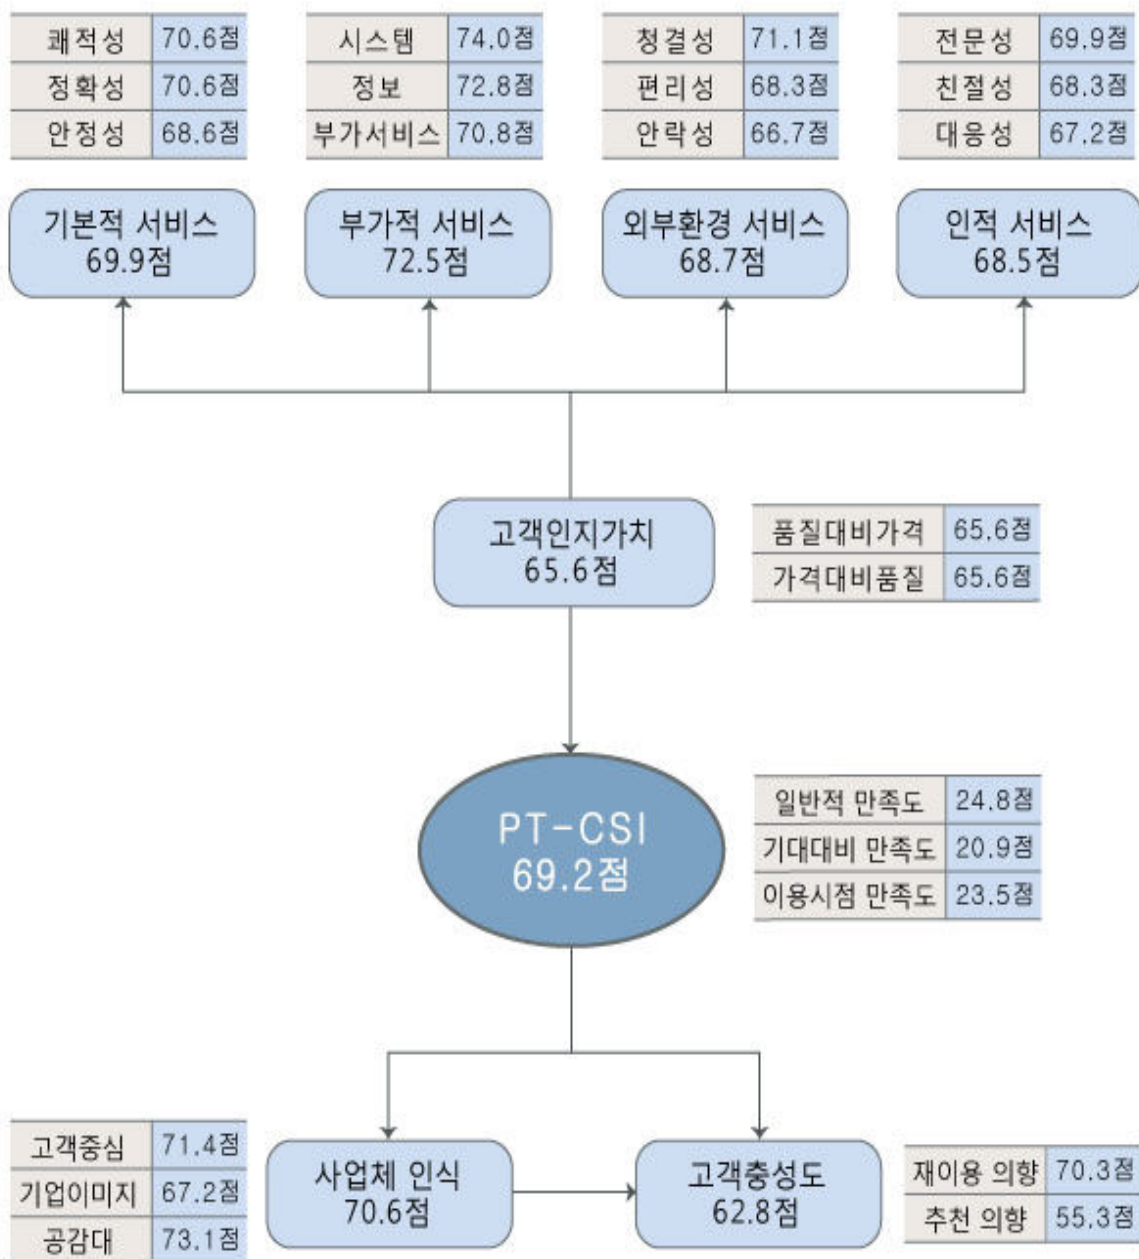 쾌적성 70.6점
정확성 70.6점
안정성 68.6점
시스템 74.0점
정보 72.8점
부가서비스 70.8점
청결성 71.1점
편리성 68.3점
안락성 66.7점
전문성 69.9점
친절성 68.3점
대응성 67.2점
기본적 서비스
69.9점
부가적 서비스
72.5점
외부환경 서비스
68.7점
인적 서비스
68.5점
고객인지가치
65.6점
품질대비가격 65.6점
가격대비품질 65.6점
PT-CSI
69.2점
일반적 만족도 24.8점
기대대비 만족도 20.9점
이용시점 만족도 23.5점
고객중심 71.4점
기업이미지 67.2점
공감대 73.1점
사업체 인식
70.6점
고객충성도
62.8점
재이용 의향 70.3점
추천 의향 55.3점